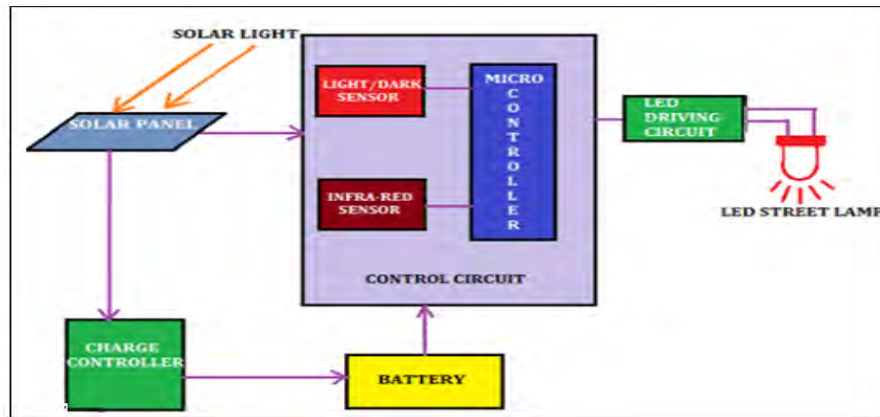 SOLAR LIGHT
SOLAR PANEL
LIGHT/DARK
SENSOR
INFRA-RED
SENSOR
MICRO
C
O
N
T
R
O
L
L
E
R
CONTROL CIRCUIT
LED
DRIVING
CIRCUIT
LED STREET LAMP
CHARGE
CONTROLLER
BATTERY